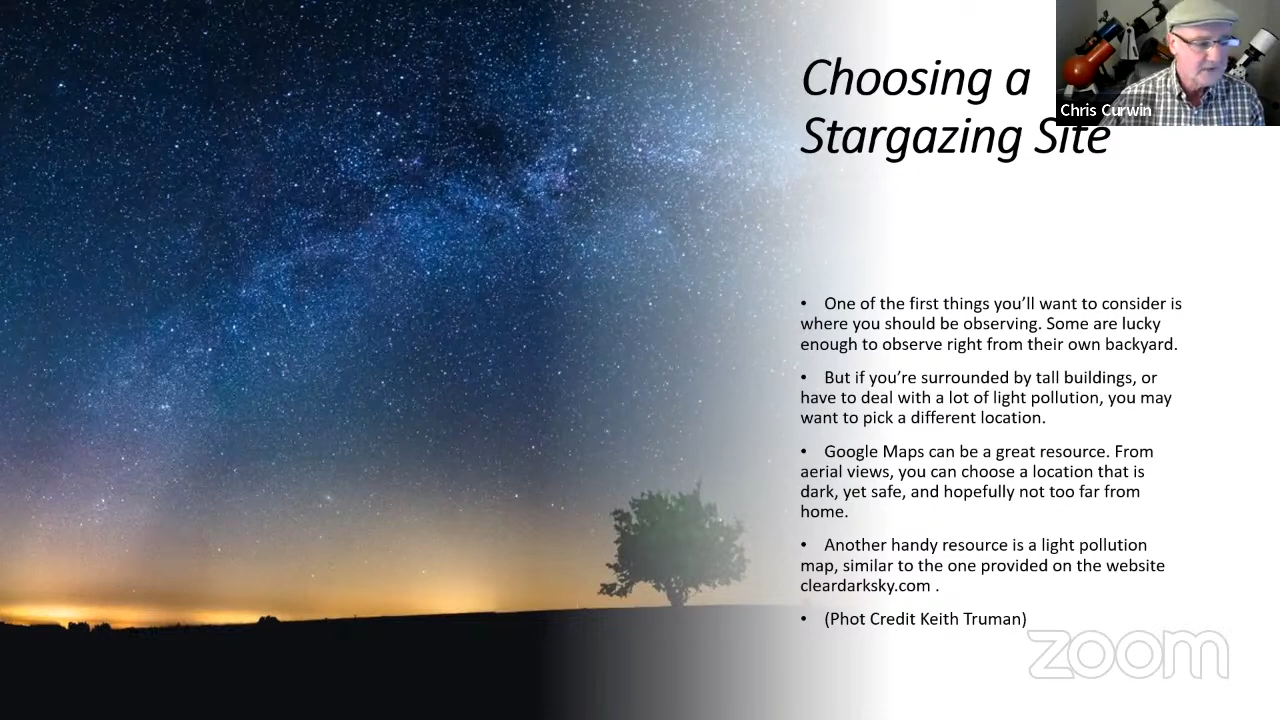 Choosing a
Stargazing Site
Chris Curwin
• One of the first things you’ll want to consider is
where you should be observing. Some are lucky
enough to observe right from their own backyard.
• But if you’re surrounded by tall buildings, or
have to deal with a lot of light pollution, you may
want to pick a different location.
• Google Maps can be a great resource. From
aerial views, you can choose a location that is
dark, yet safe, and hopefully not too far from
home.
• Another handy resource is a light pollution
map, similar to the one provided on the website
cleardarksky.com .
• (Phot Credit Keith Truman)
zoom